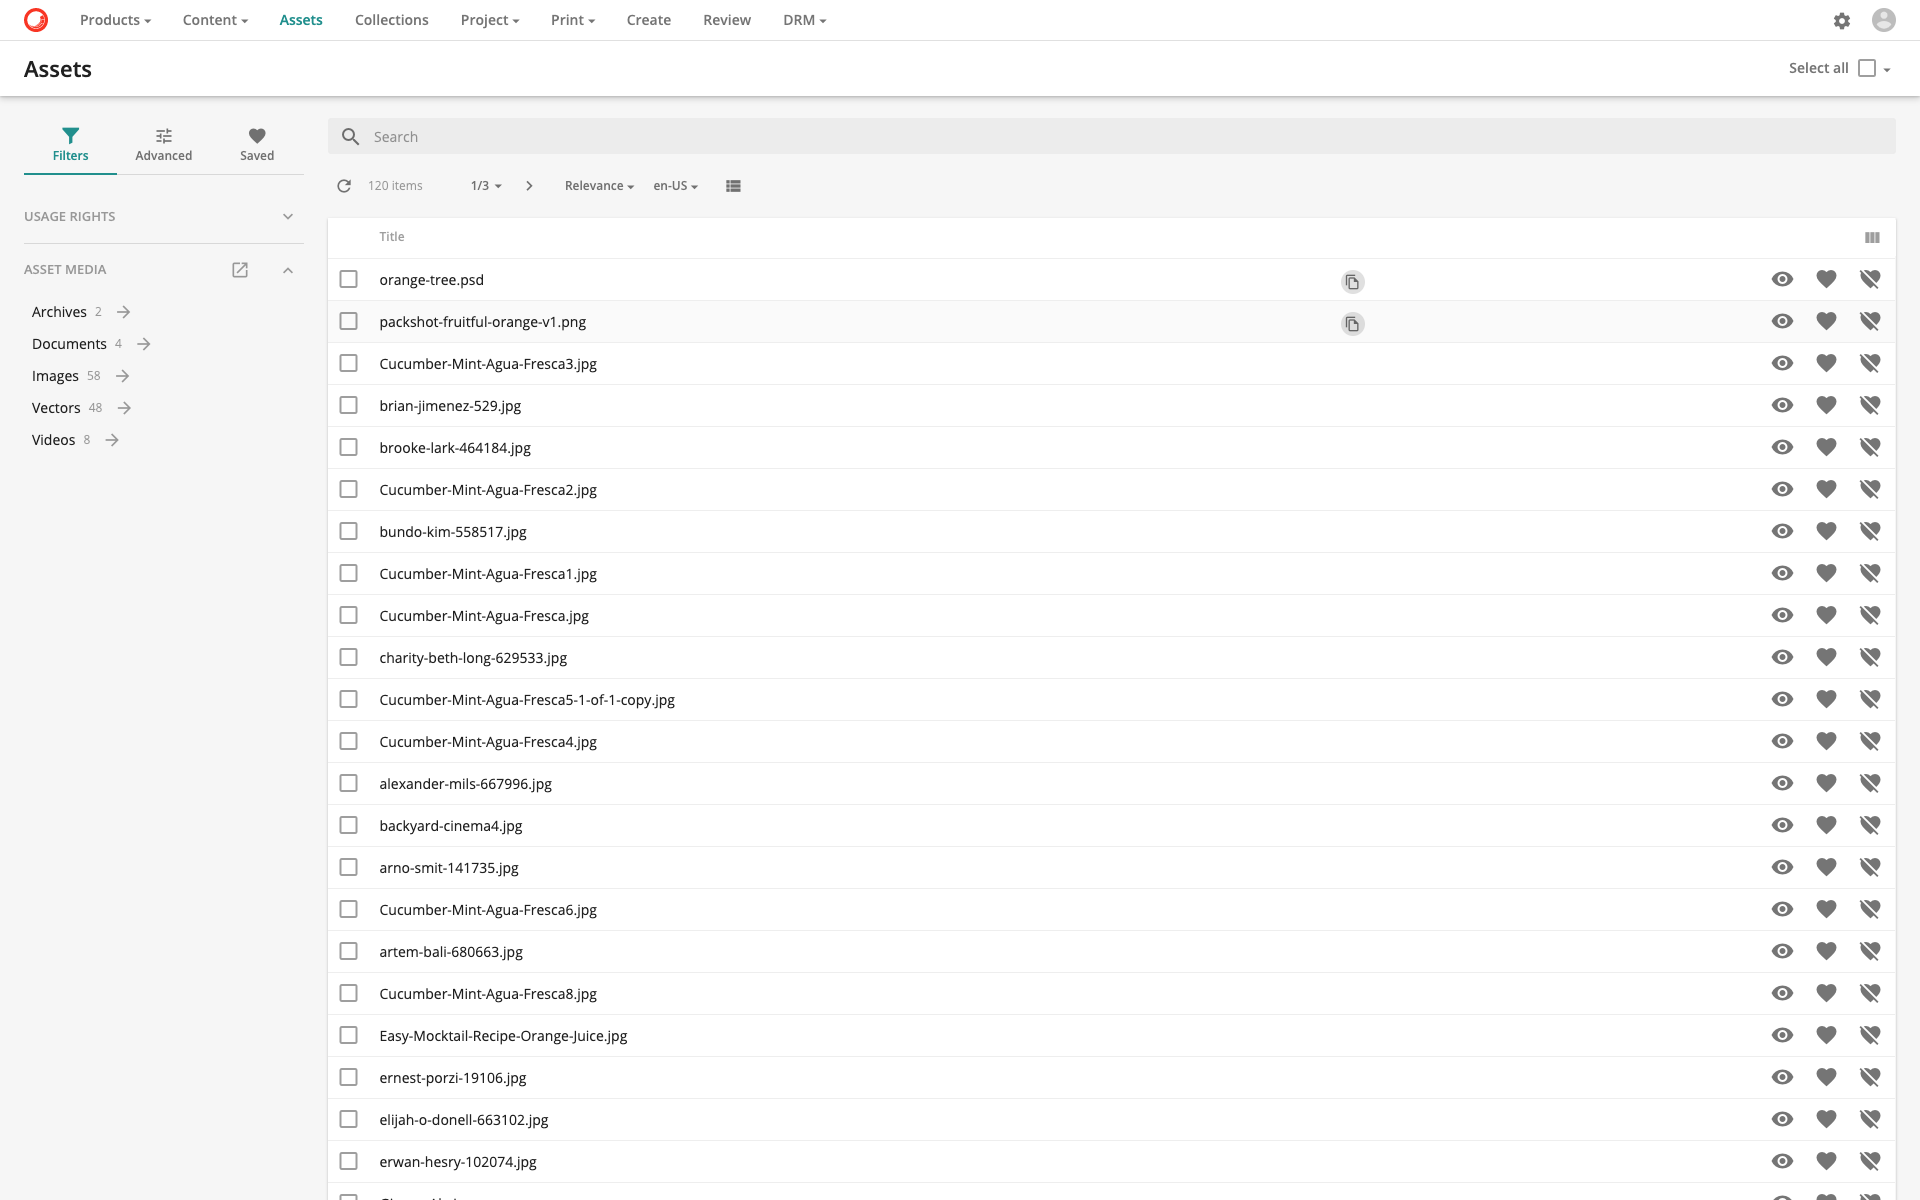 Products Content Assets Collections Project Print Create Review DRM
Assets
Select all
Filters Advanced Saved
Search
120 items 1/3 Relevance en-US
USAGE RIGHTS
ASSET MEDIA
Archives 2
Documents 4
Images 58
Vectors 48
Videos 8
Title
orange-tree.psd
packshot-fruitful-orange-v1.png
Cucumber-Mint-Agua-Fresca3.jpg
brian-jimenez-529.jpg
brooke-lark-464184.jpg
Cucumber-Mint-Agua-Fresca2.jpg
bundo-kim-558517.jpg
Cucumber-Mint-Agua-Fresca1.jpg
Cucumber-Mint-Agua-Fresca.jpg
charity-beth-long-629533.jpg
Cucumber-Mint-Agua-Fresca5-1-of-1-copy.jpg
Cucumber-Mint-Agua-Fresca4.jpg
alexander-mils-667996.jpg
backyard-cinema4.jpg
arno-smit-141735.jpg
Cucumber-Mint-Agua-Fresca6.jpg
artem-bali-680663.jpg
Cucumber-Mint-Agua-Fresca8.jpg
Easy-Mocktail-Recipe-Orange-Juice.jpg
ernest-porzi-19106.jpg
elijah-o-donell-663102.jpg
erwan-hesry-102074.jpg